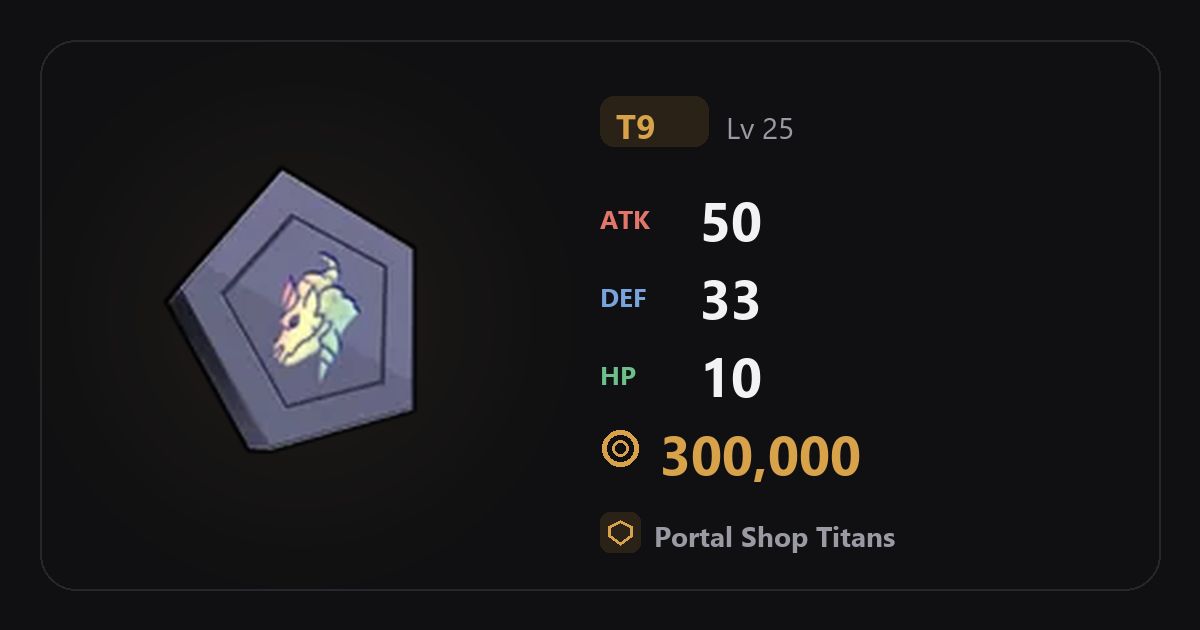 T9 Lv 25
ATK 50
DEF 33
HP 10
300,000
Portal Shop Titans